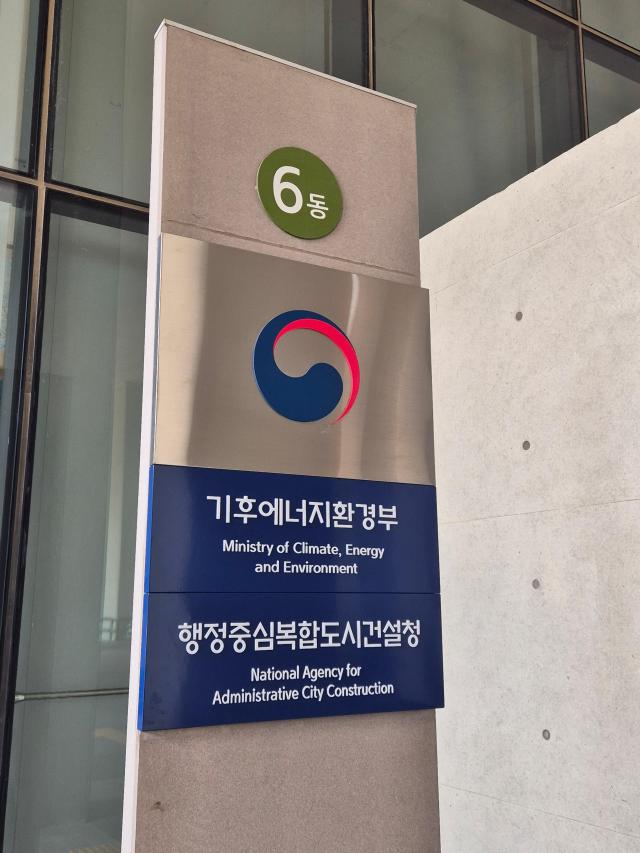 6동
기후에너지환경부
Ministry of Climate, Energy
and Environment
행정중심복합도시건설청
National Agency for
Administrative City Construction